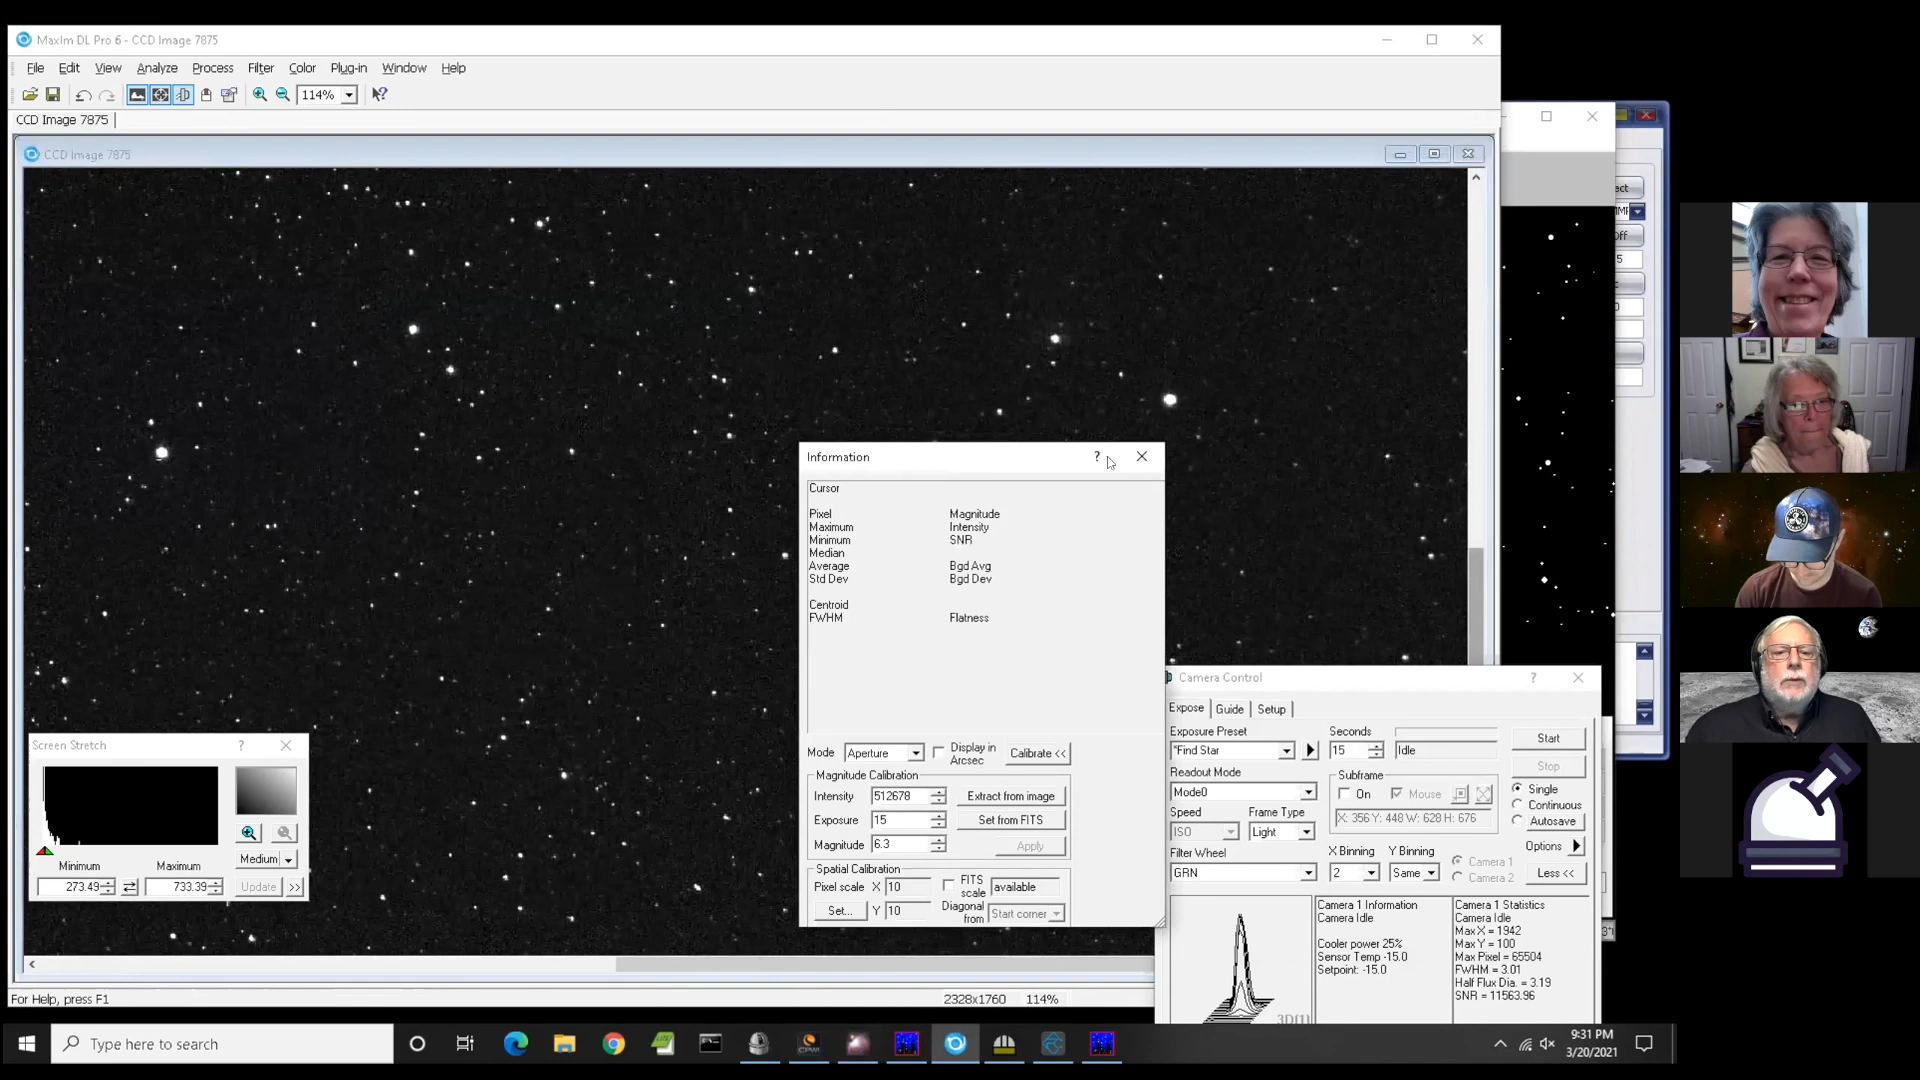 MaxIm DL Pro 6 - CCD Image 7875
File Edit View Analyze Process Filter Color Plug-in Window Help
114%
CCD Image 7875
CCD Image 7875
Information ?
Cursor
Pixel Magnitude
Maximum Intensity
Minimum SNR
Median
Average Bgd Avg
Std Dev Bgd Dev
Centroid
FWHM Flatness
Mode Aperture Display in Arcsec Calibrate <<
Magnitude Calibration
Intensity 512678 Extract from image
Exposure 15 Set from FITS
Magnitude 6.3 Apply
Spatial Calibration
Pixel scale X 10 FITS scale available
Set... Y 10 Diagonal from Start corner
Screen Stretch ?
Medium
Minimum Maximum
273.49 733.39 Update >>
Camera Control ?
Expose Guide Setup
Exposure Preset Seconds
*Find Star 15 Idle Start
Stop
Readout Mode Subframe
Mode0 On Mouse
Single
Continuous
Autosave
Speed Frame Type X: 356 Y: 448 W: 628 H: 676
ISO Light
Options
Filter Wheel X Binning Y Binning Camera 1
GRN 2 Same Camera 2 Less <<
Camera 1 Information
Camera Idle
Cooler power 25%
Sensor Temp -15.0
Setpoint: -15.0
Camera 1 Statistics
Camera Idle
Max X = 1942
Max Y = 100
Max Pixel = 65504
FWHM = 3.01
Half Flux Dia. = 3.19
SNR = 11563.96
3D[1]
ect
Off
5
0
For Help, press F1 2328x1760 114%
Type here to search
9:31 PM
3/20/2021